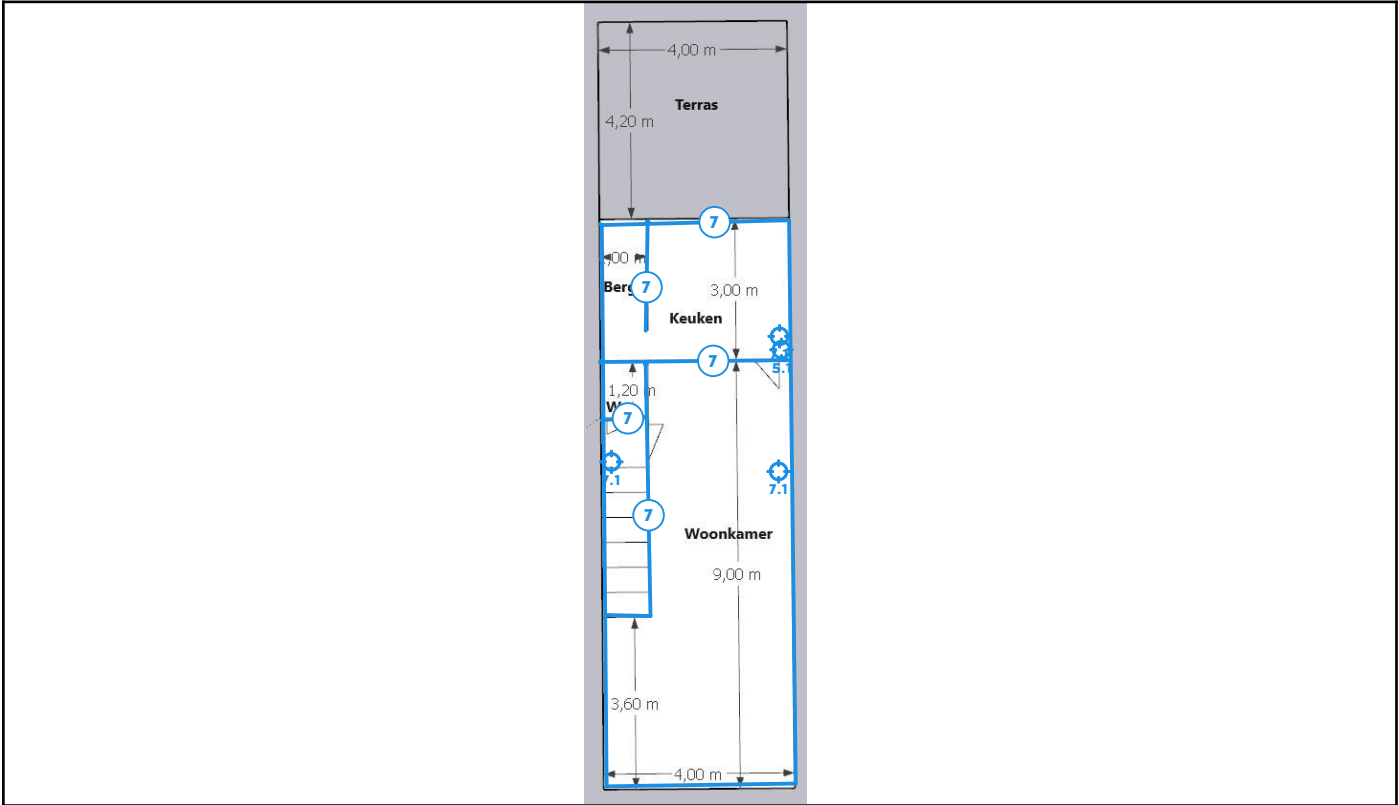 4,00 m
Terras
4,20 m
7
,00 m
Berg
7
3,00 m
Keuken
7
5.1
1,20 m
W
7
7.1
7.1
7
Woonkamer
9,00 m
3,60 m
4,00 m